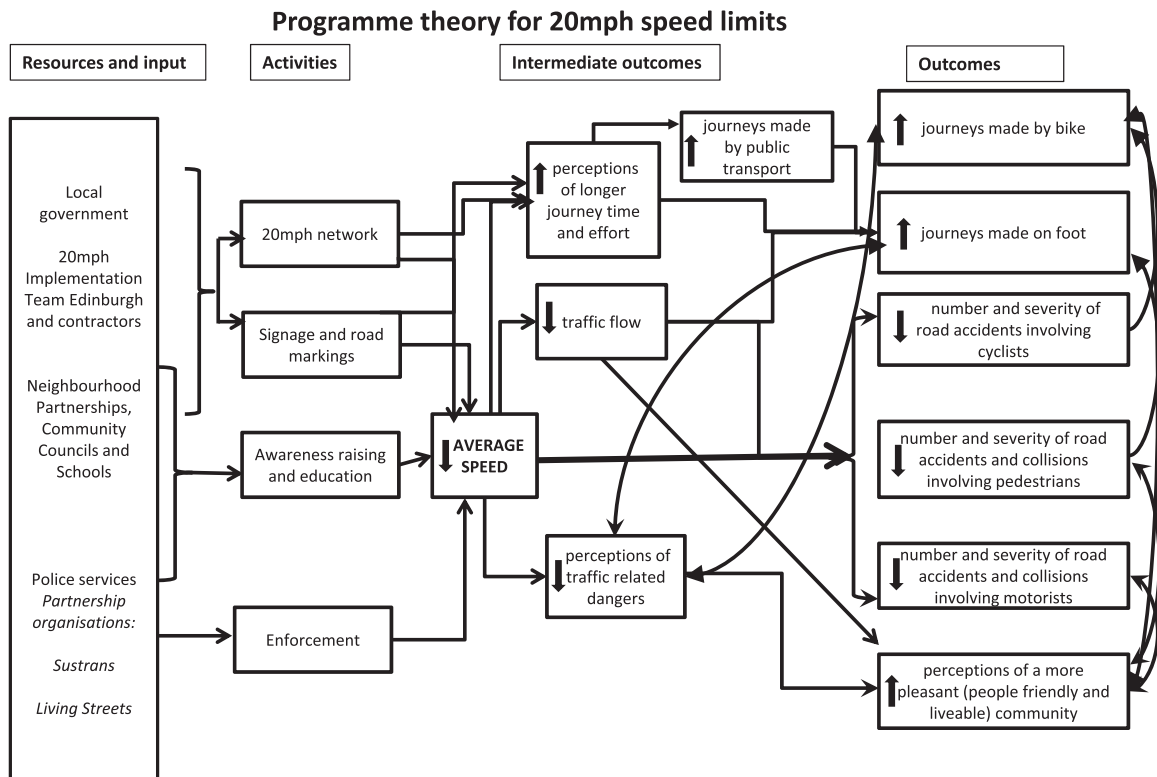 Programme theory for 20mph speed limits
Resources and input
Activities
Intermediate outcomes
Outcomes
Local
government
20mph
Implementation
Team Edinburgh
and contractors
Neighbourhood
Partnerships,
Community
Councils and
Schools
Police services
Partnership
organisations:
Sustrans
Living Streets
20mph network
Signage and road
markings
Awareness raising
and education
Enforcement
AVERAGE
SPEED
perceptions
of longer
journey time
and effort
journeys made
by public
transport
traffic flow
perceptions of
traffic related
dangers
journeys made by bike
journeys made on foot
number and severity of
road accidents involving
cyclists
number and severity of road
accidents and collisions
involving pedestrians
number and severity of road
accidents and collisions
involving motorists
perceptions of a more
pleasant (people friendly and
liveable) community